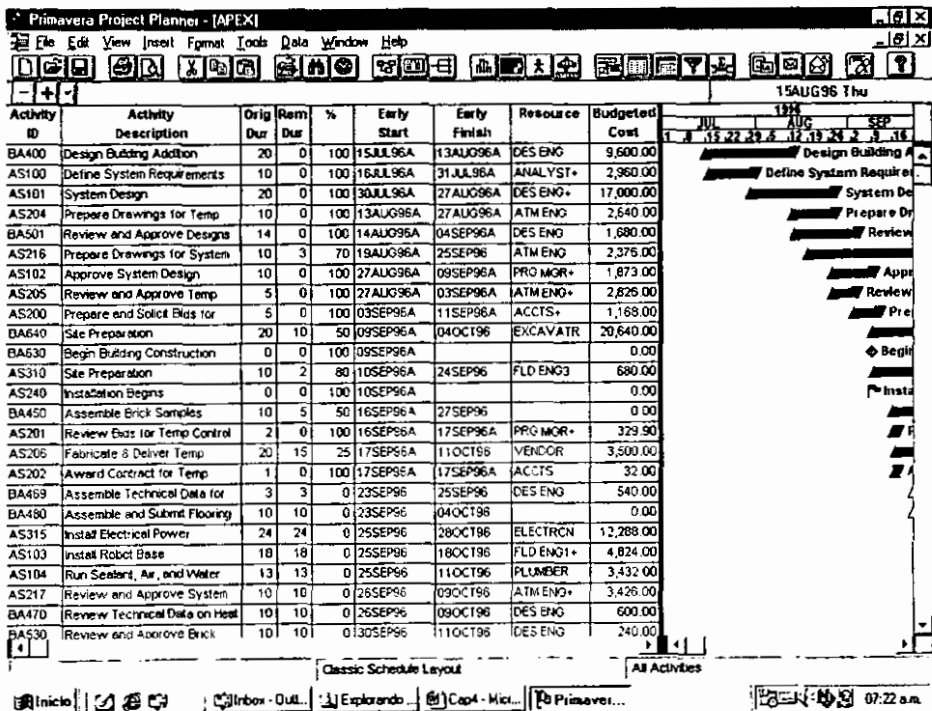 Primavera Project Planner - [APEX]
File Edit View Insert Format Tools Data Window Help
15AUG96 Thu
Activity Activity Orig Rem % Early Early Resource Budgeted 1996
ID Description Dur Dur Start Finish Cost JUL AUG SEP
1 .8 .15 .22 .29 .5 .12 .19 .26 .2 .9 .16
BA400 Design Building Addition 20 0 100 15JUL96A 13AUG96A DES ENG 9,600.00 Design Building A
AS100 Define System Requirements 10 0 100 16JUL96A 31JUL96A ANALYST+ 2,960.00 Define System Require
AS101 System Design 20 0 100 30JUL96A 27AUG96A DES ENG+ 17,000.00 System De
AS204 Prepare Drawings for Temp 10 0 100 13AUG96A 27AUG96A ATM ENG 2,640.00 Prepare Dr
BA501 Review and Approve Designs 14 0 100 14AUG96A 04SEP96A DES ENG 1,680.00 Review
AS216 Prepare Drawings for System 10 3 70 19AUG96A 25SEP96 ATM ENG 2,375.00
AS102 Approve System Design 10 0 100 27AUG96A 09SEP96A PRG MGR+ 1,873.00 Appr
AS205 Review and Approve Temp 5 0 100 27AUG96A 03SEP96A ATM ENG+ 2,825.00 Review
AS200 Prepare and Solicit Bids for 5 0 100 03SEP96A 11SEP96A ACCTS+ 1,168.00 Pre
BA640 Site Preparation 20 10 50 09SEP96A 04OCT96 EXCAVATR 20,640.00
BA630 Begin Building Construction 0 0 100 09SEP96A 0.00 Begin
AS310 Site Preparation 10 2 80 10SEP96A 24SEP96 FLD ENG3 680.00
AS240 Installation Begins 0 0 100 10SEP96A 0.00 Insta
BA450 Assemble Brick Samples 10 5 50 16SEP96A 27SEP96 0.00
AS201 Review Bids for Temp Control 2 0 100 16SEP96A 17SEP96A PRG MGR+ 329.90
AS206 Fabricate & Deliver Temp 20 15 25 17SEP96A 11OCT96 VENDOR 3,500.00
AS202 Award Contract for Temp 1 0 100 17SEP96A 17SEP96A ACCTS 32.00
BA469 Assemble Technical Data for 3 3 0 23SEP96 25SEP96 DES ENG 540.00
BA480 Assemble and Submit Flooring 10 10 0 23SEP96 04OCT96 0.00
AS315 Install Electrical Power 24 24 0 25SEP96 28OCT96 ELECTRCN 12,288.00
AS103 Install Robot Base 18 18 0 25SEP96 18OCT96 FLD ENG1+ 4,824.00
AS104 Run Sealant, Air, and Water 13 13 0 25SEP96 11OCT96 PLUMBER 3,432.00
AS217 Review and Approve System 10 10 0 26SEP96 09OCT96 ATM ENG+ 3,426.00
BA470 Review Technical Data on Heat 10 10 0 26SEP96 09OCT96 DES ENG 600.00
BA530 Review and Approve Brick 10 10 0 30SEP96 11OCT96 DES ENG 240.00
Classic Schedule Layout All Activities
Inicio Inbox - Outl... Explorando ... Cap4 - Micr... Primaver... 07:22 a.m.